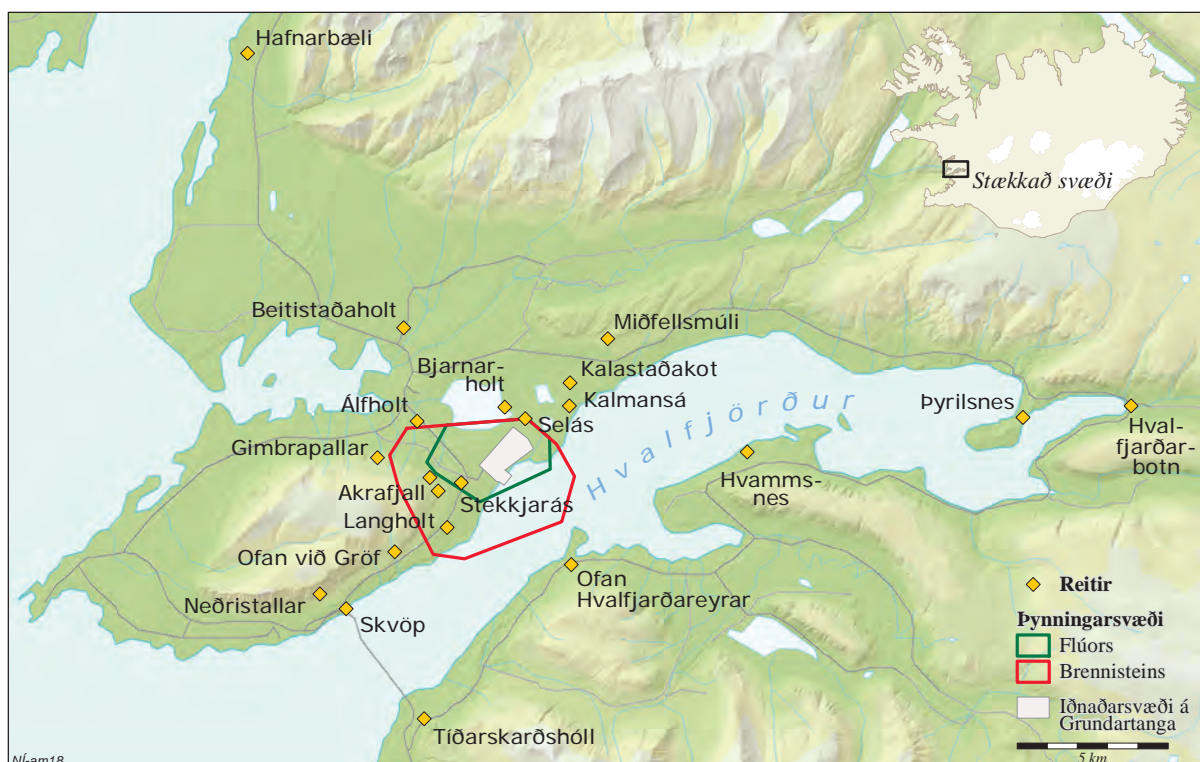 Hafnarbæli
Stækkað svæði
Beitistaðaholt
Miðfellsmúli
Bjarnar-
holt
Kalastaðakot
Kalmansá
Álfholt
Selás
Hvalfjörður
Þyrilsnes
Hval-
fjarðar-
botn
Gimbrapallar
Akrafjall
Stekkjarás
Hvamms-
nes
Langholt
Ofan við Gröf
Ofan
Hvalfjarðareyrar
Neðristallar
Skvöp
Tíðarskarðshóll
Reitir
Þynningarsvæði
Flúors
Brennisteins
Iðnaðarsvæði á
Grundartanga
5 km
NÍ-am18